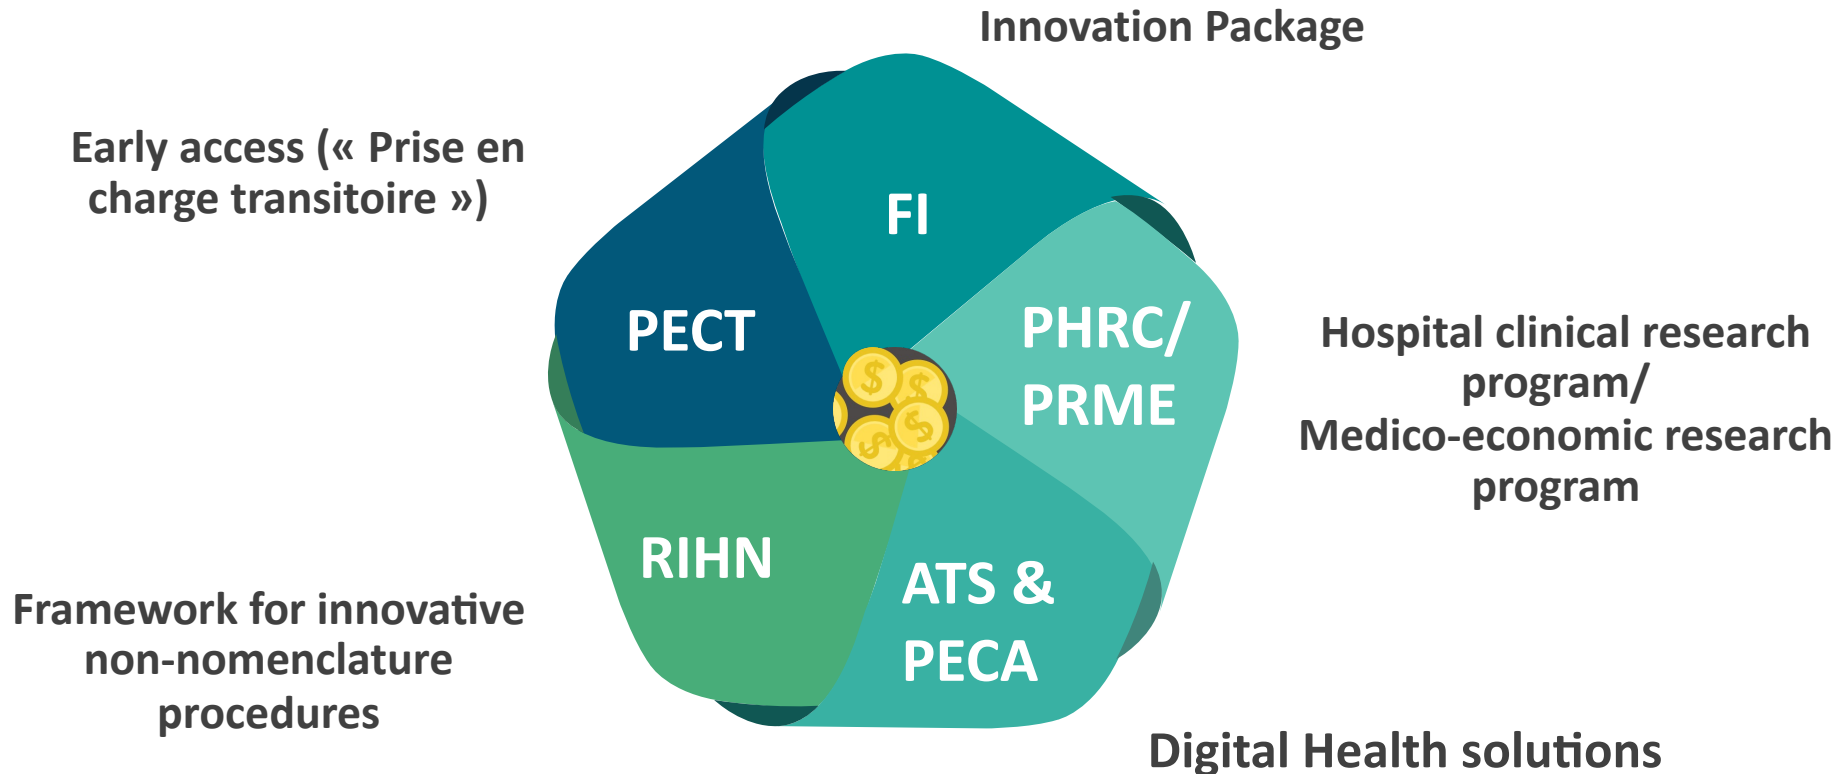 Innovation Package
Early access (« Prise en
charge transitoire »)
FI
PECT
PHRC/
PRME
Hospital clinical research
program/
Medico-economic research
program
RIHN
ATS &
PECA
Framework for innovative
non-nomenclature
procedures
Digital Health solutions